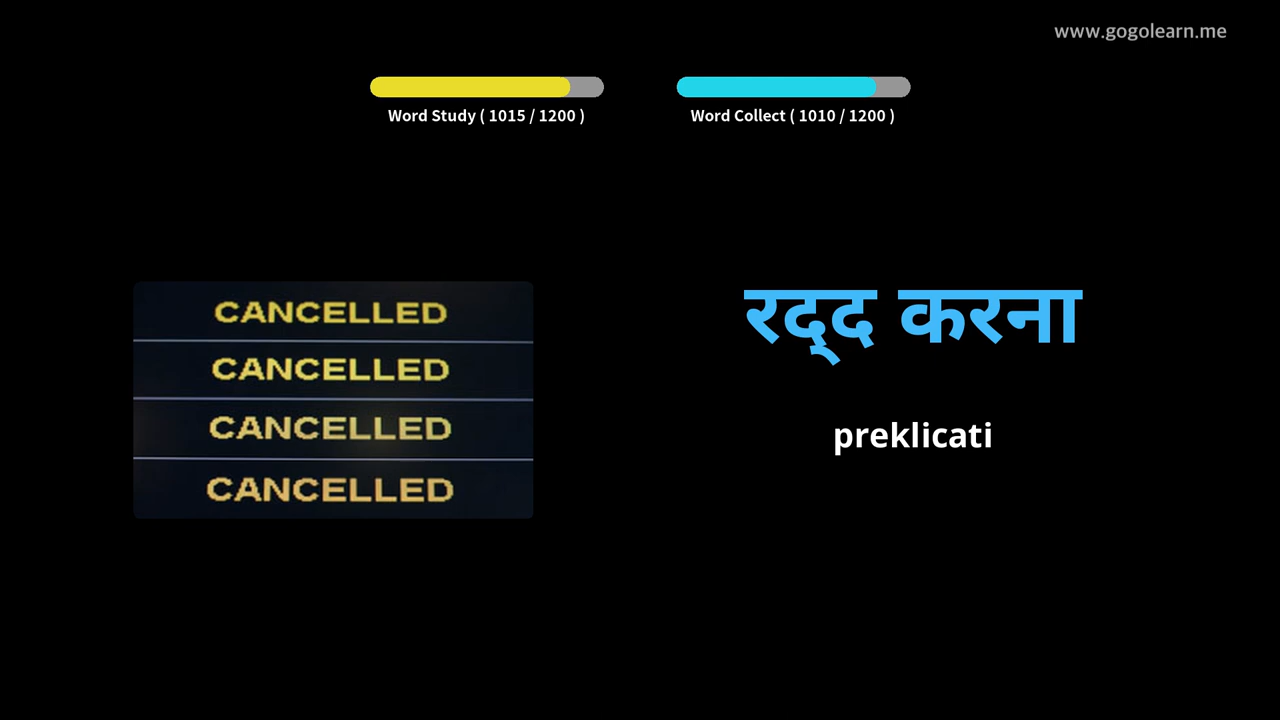 www.gogolearn.me
Word Study ( 1015 / 1200 )
Word Collect ( 1010 / 1200 )
CANCELLED
CANCELLED
CANCELLED
CANCELLED
रद्द करना
preklicati